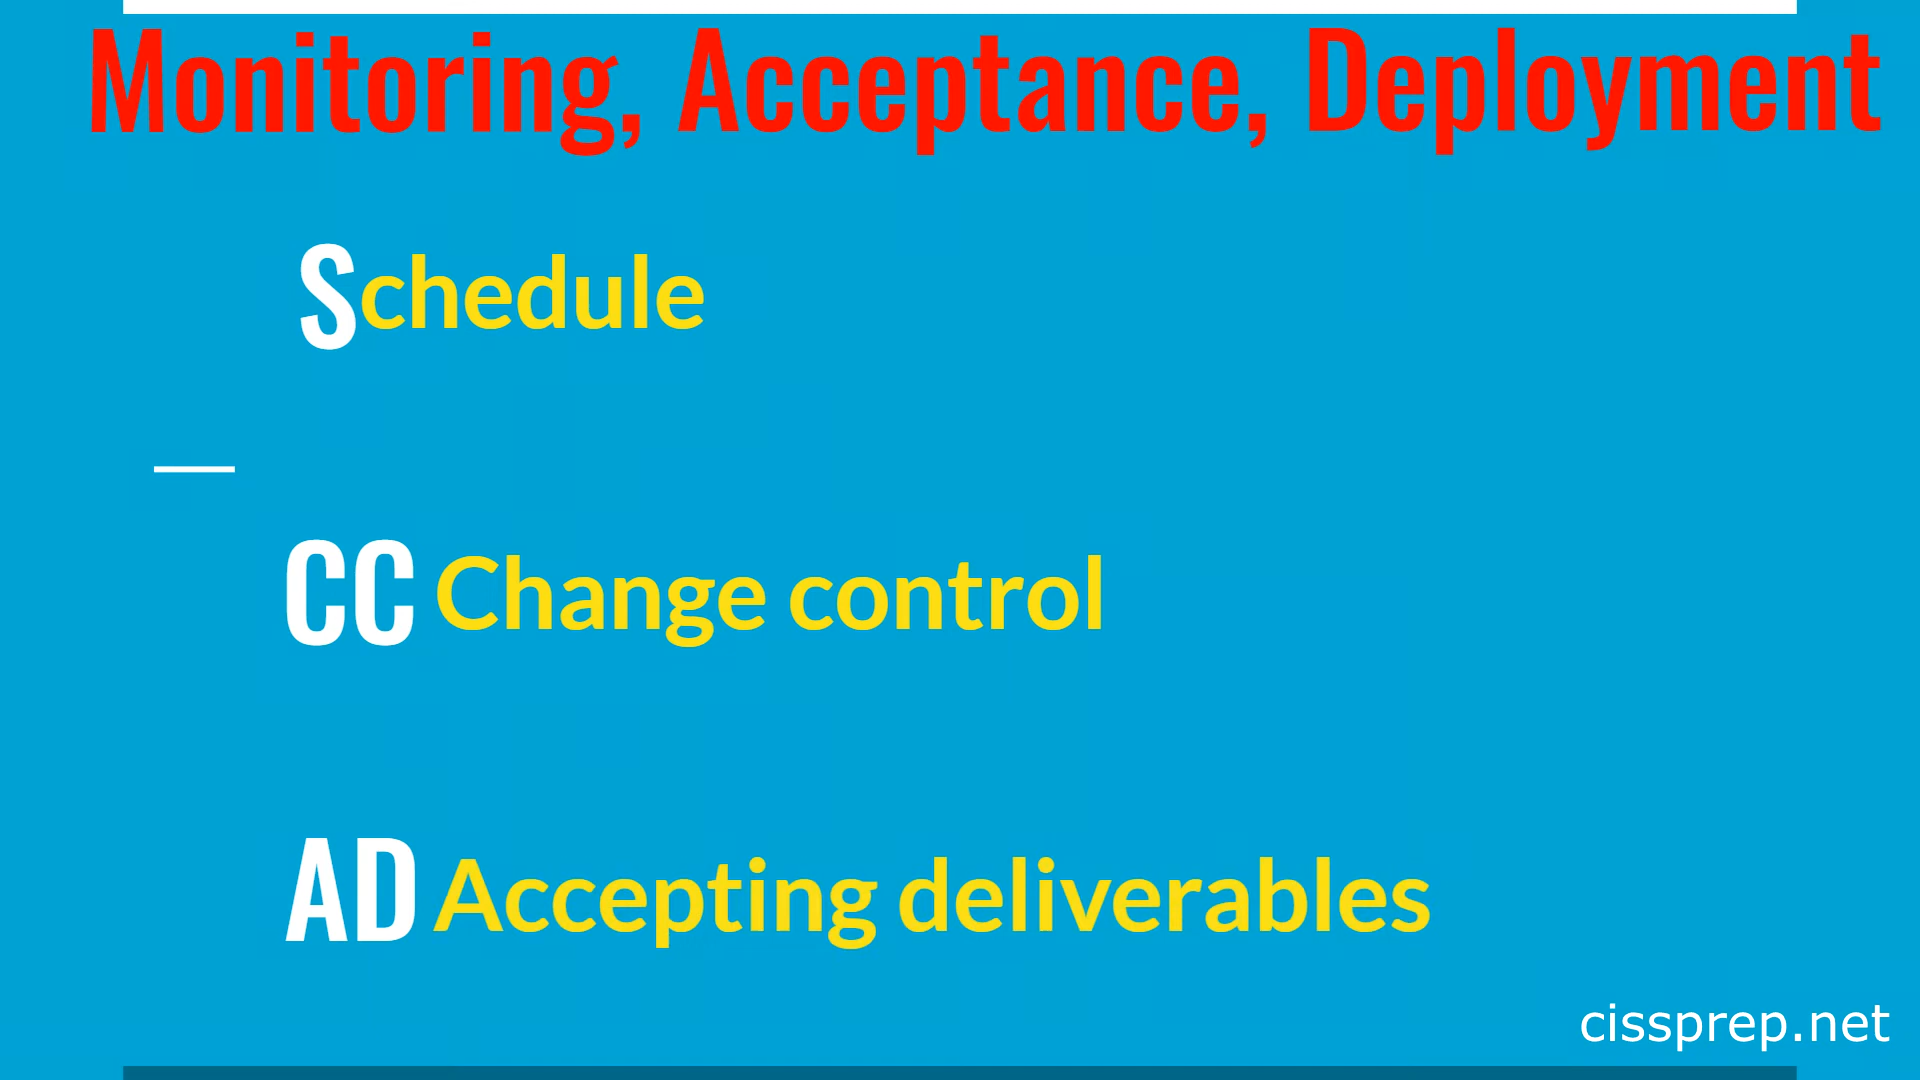 Monitoring, Acceptance, Deployment
Schedule
CC Change control
AD Accepting deliverables
cissprep.net